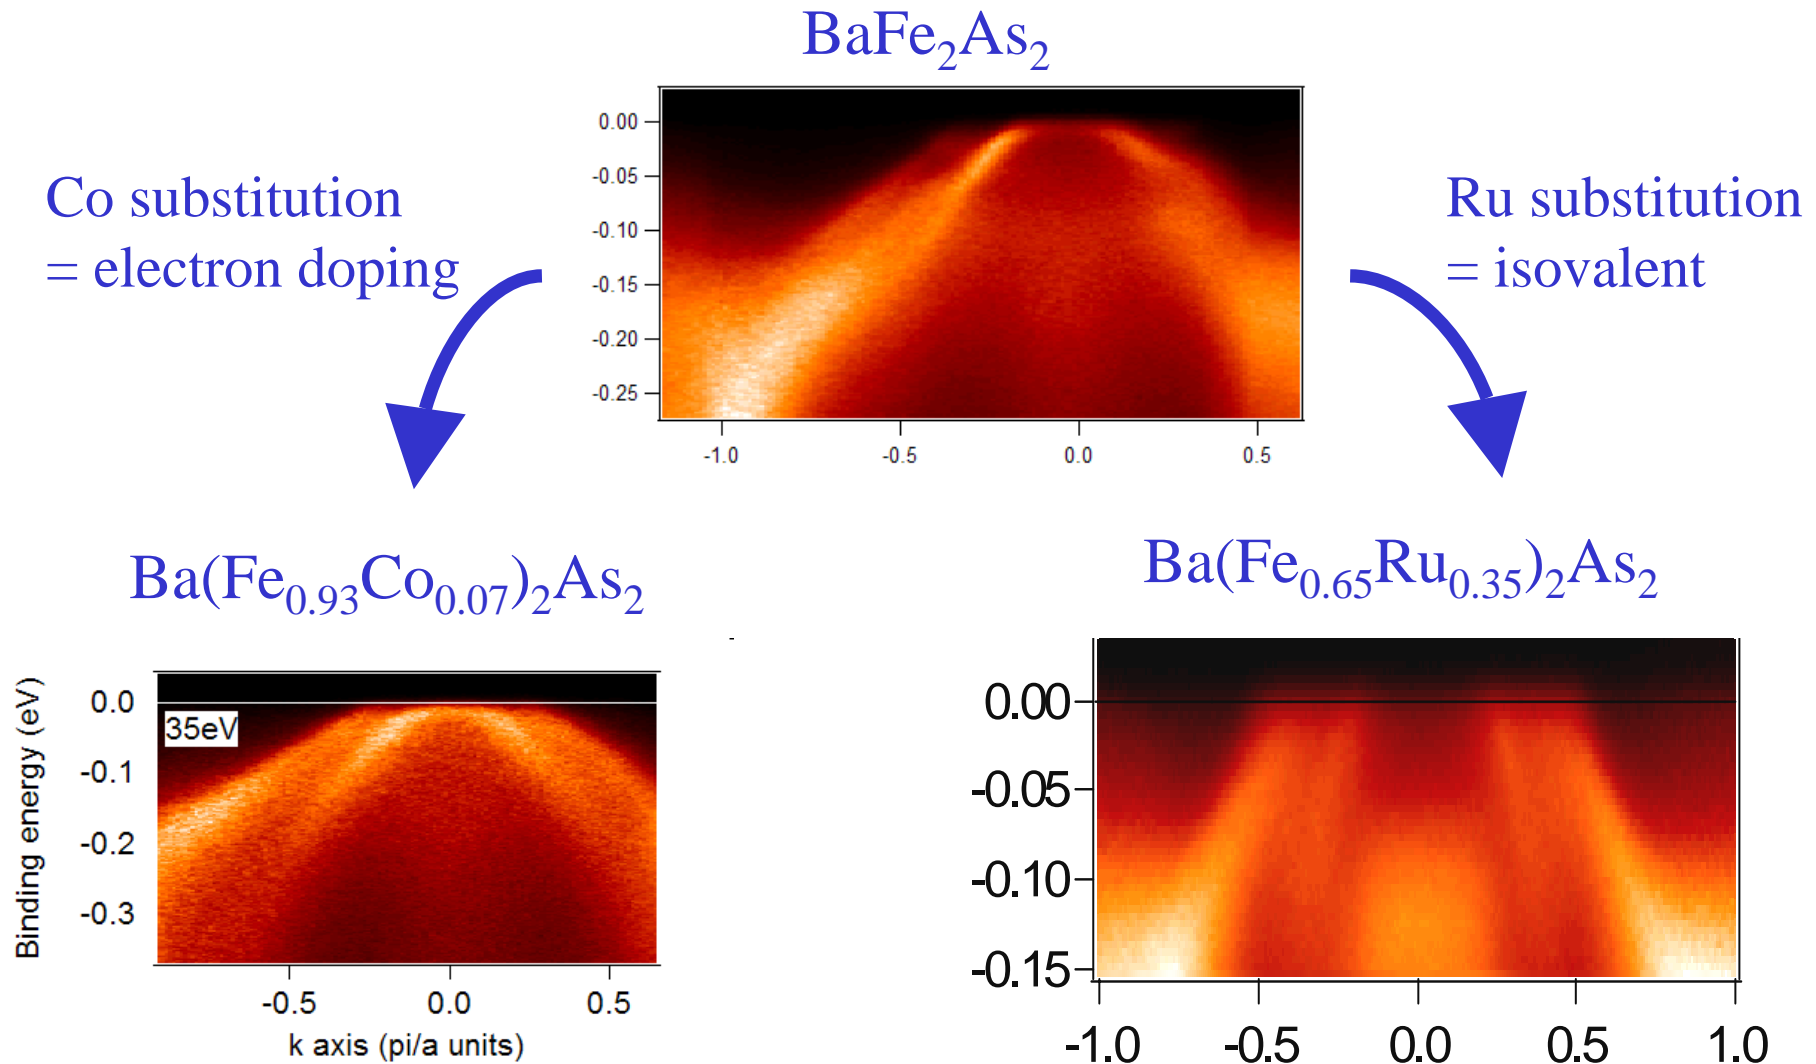 BaFe₂As₂
Co substitution
= electron doping
Ru substitution
= isovalent
0.00
-0.05
-0.10
-0.15
-0.20
-0.25
-1.0
-0.5
0.0
0.5
Ba(Fe₀.₉₃Co₀.₀₇)₂As₂
Ba(Fe₀.₆₅Ru₀.₃₅)₂As₂
Binding energy (eV)
35eV
0.0
-0.1
-0.2
-0.3
-0.5
0.0
0.5
k axis (pi/a units)
0.00
-0.05
-0.10
-0.15
-1.0
-0.5
0.0
0.5
1.0